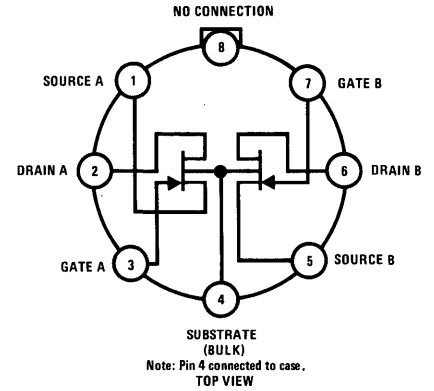 NO CONNECTION
8
SOURCE A
1
7
GATE B
DRAIN A
2
6
DRAIN B
GATE A
3
5
SOURCE B
4
SUBSTRATE
(BULK)
Note: Pin 4 connected to case.
TOP VIEW